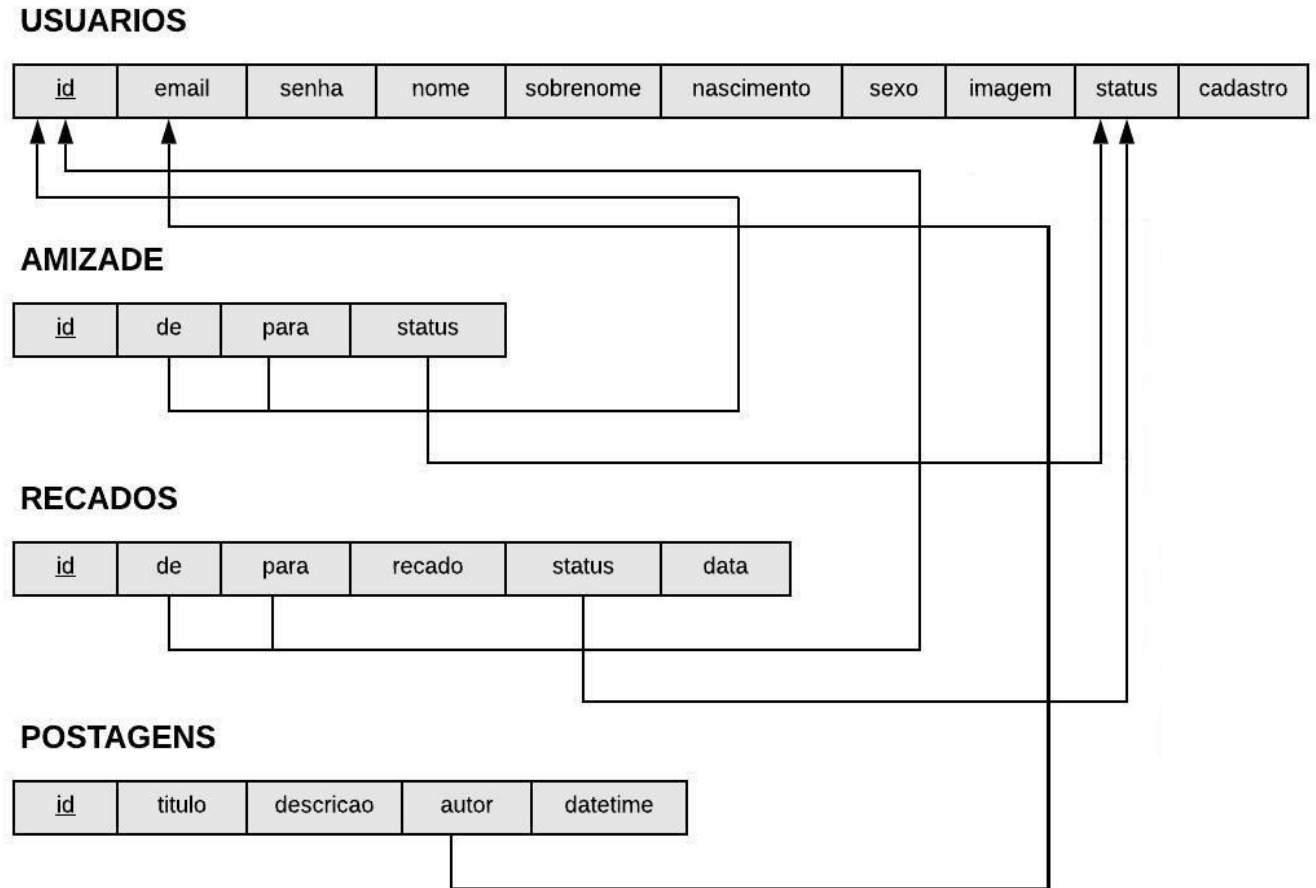 USUARIOS
id email senha nome sobrenome nascimento sexo imagem status cadastro
AMIZADE
id de para status
RECADOS
id de para recado status data
POSTAGENS
id titulo descricao autor datetime